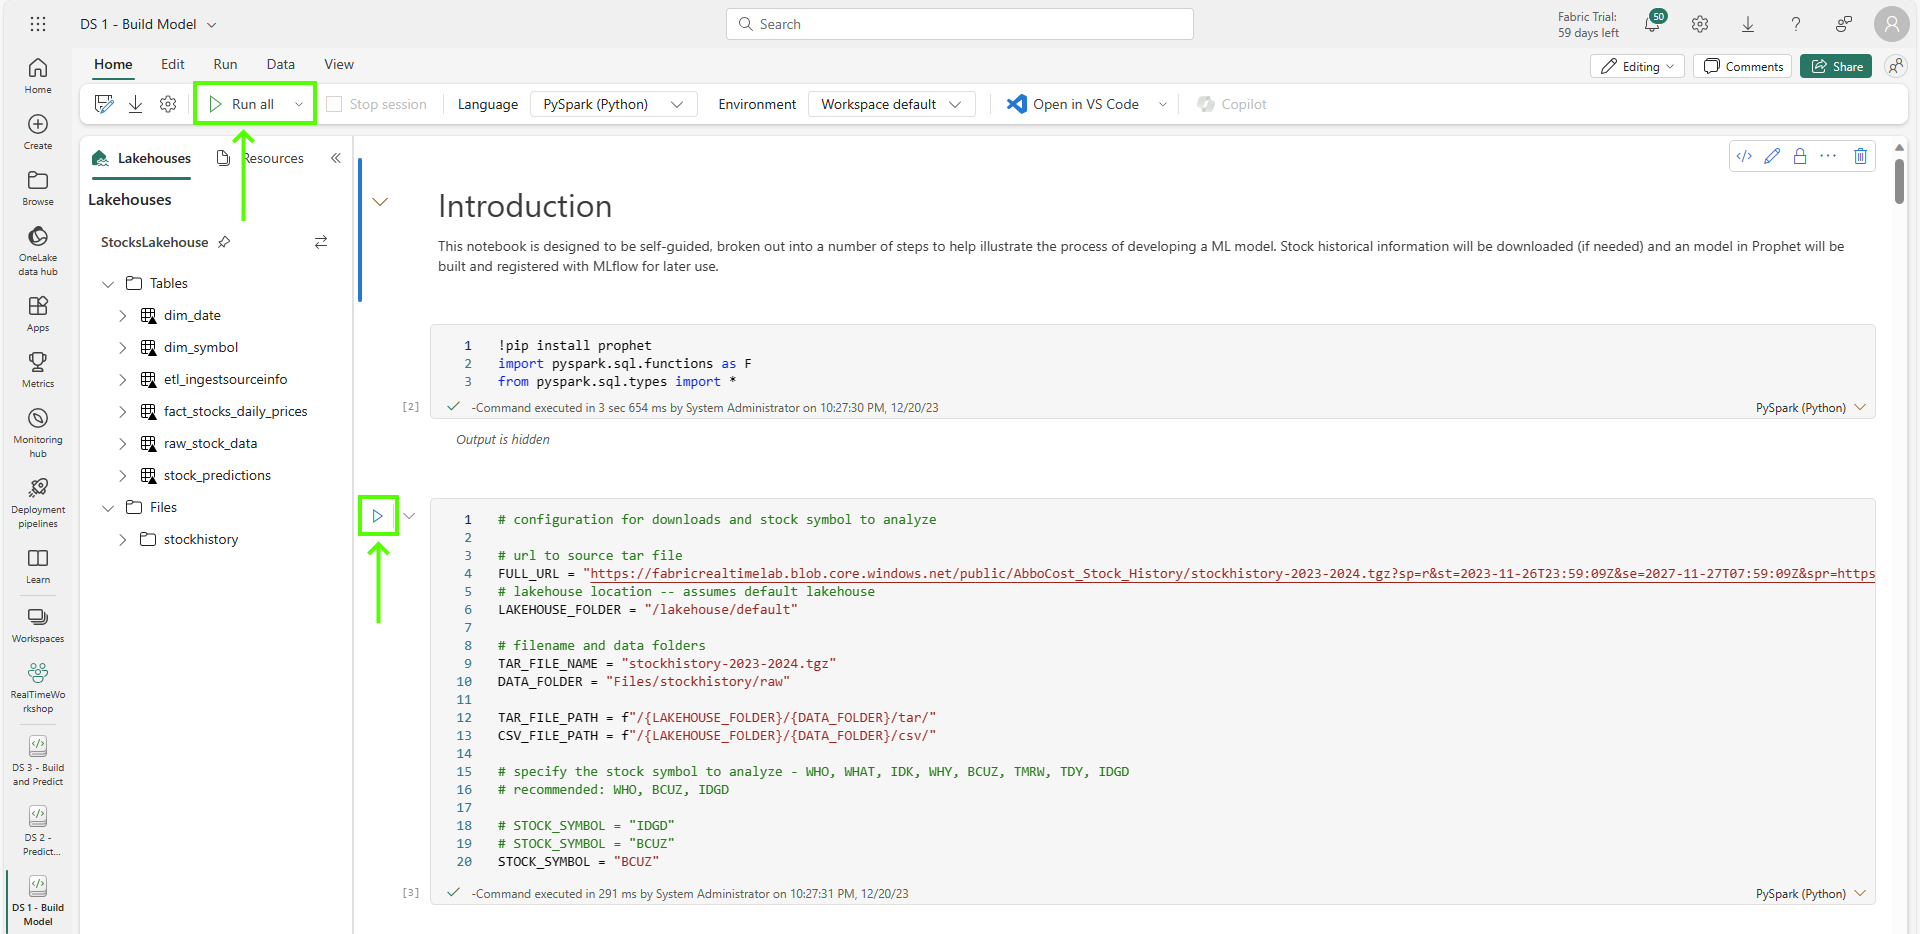 DS 1 - Build Model
Search
Fabric Trial:
59 days left
50
Home
Edit
Run
Data
View
Editing
Comments
Share
Run all
Stop session
Language
PySpark (Python)
Environment
Workspace default
Open in VS Code
Copilot
Home
Create
Browse
OneLake
data hub
Apps
Metrics
Monitoring
hub
Deployment
pipelines
Learn
Workspaces
RealTimeWo
rkshop
DS 3 - Build
and Predict
DS 2 -
Predict...
DS 1 - Build
Model
Lakehouses
Resources
Lakehouses
StocksLakehouse
Tables
dim_date
dim_symbol
etl_ingestsourceinfo
fact_stocks_daily_prices
raw_stock_data
stock_predictions
Files
stockhistory
Introduction
This notebook is designed to be self-guided, broken out into a number of steps to help illustrate the process of developing a ML model. Stock historical information will be downloaded (if needed) and an model in Prophet will be
built and registered with MLflow for later use.
1 !pip install prophet
2 import pyspark.sql.functions as F
3 from pyspark.sql.types import *
[2] -Command executed in 3 sec 654 ms by System Administrator on 10:27:30 PM, 12/20/23 PySpark (Python)
Output is hidden
1 # configuration for downloads and stock symbol to analyze
2
3 # url to source tar file
4 FULL_URL = "https://fabricrealtimelab.blob.core.windows.net/public/AbboCost_Stock_History/stockhistory-2023-2024.tgz?sp=r&st=2023-11-26T23:59:09Z&se=2027-11-27T07:59:09Z&spr=https
5 # lakehouse location -- assumes default lakehouse
6 LAKEHOUSE_FOLDER = "/lakehouse/default"
7
8 # filename and data folders
9 TAR_FILE_NAME = "stockhistory-2023-2024.tgz"
10 DATA_FOLDER = "Files/stockhistory/raw"
11
12 TAR_FILE_PATH = f"/{LAKEHOUSE_FOLDER}/{DATA_FOLDER}/tar/"
13 CSV_FILE_PATH = f"/{LAKEHOUSE_FOLDER}/{DATA_FOLDER}/csv/"
14
15 # specify the stock symbol to analyze - WHO, WHAT, IDK, WHY, BCUZ, TMRW, TDY, IDGD
16 # recommended: WHO, BCUZ, IDGD
17
18 # STOCK_SYMBOL = "IDGD"
19 # STOCK_SYMBOL = "BCUZ"
20 STOCK_SYMBOL = "BCUZ"
[3] -Command executed in 291 ms by System Administrator on 10:27:31 PM, 12/20/23 PySpark (Python)